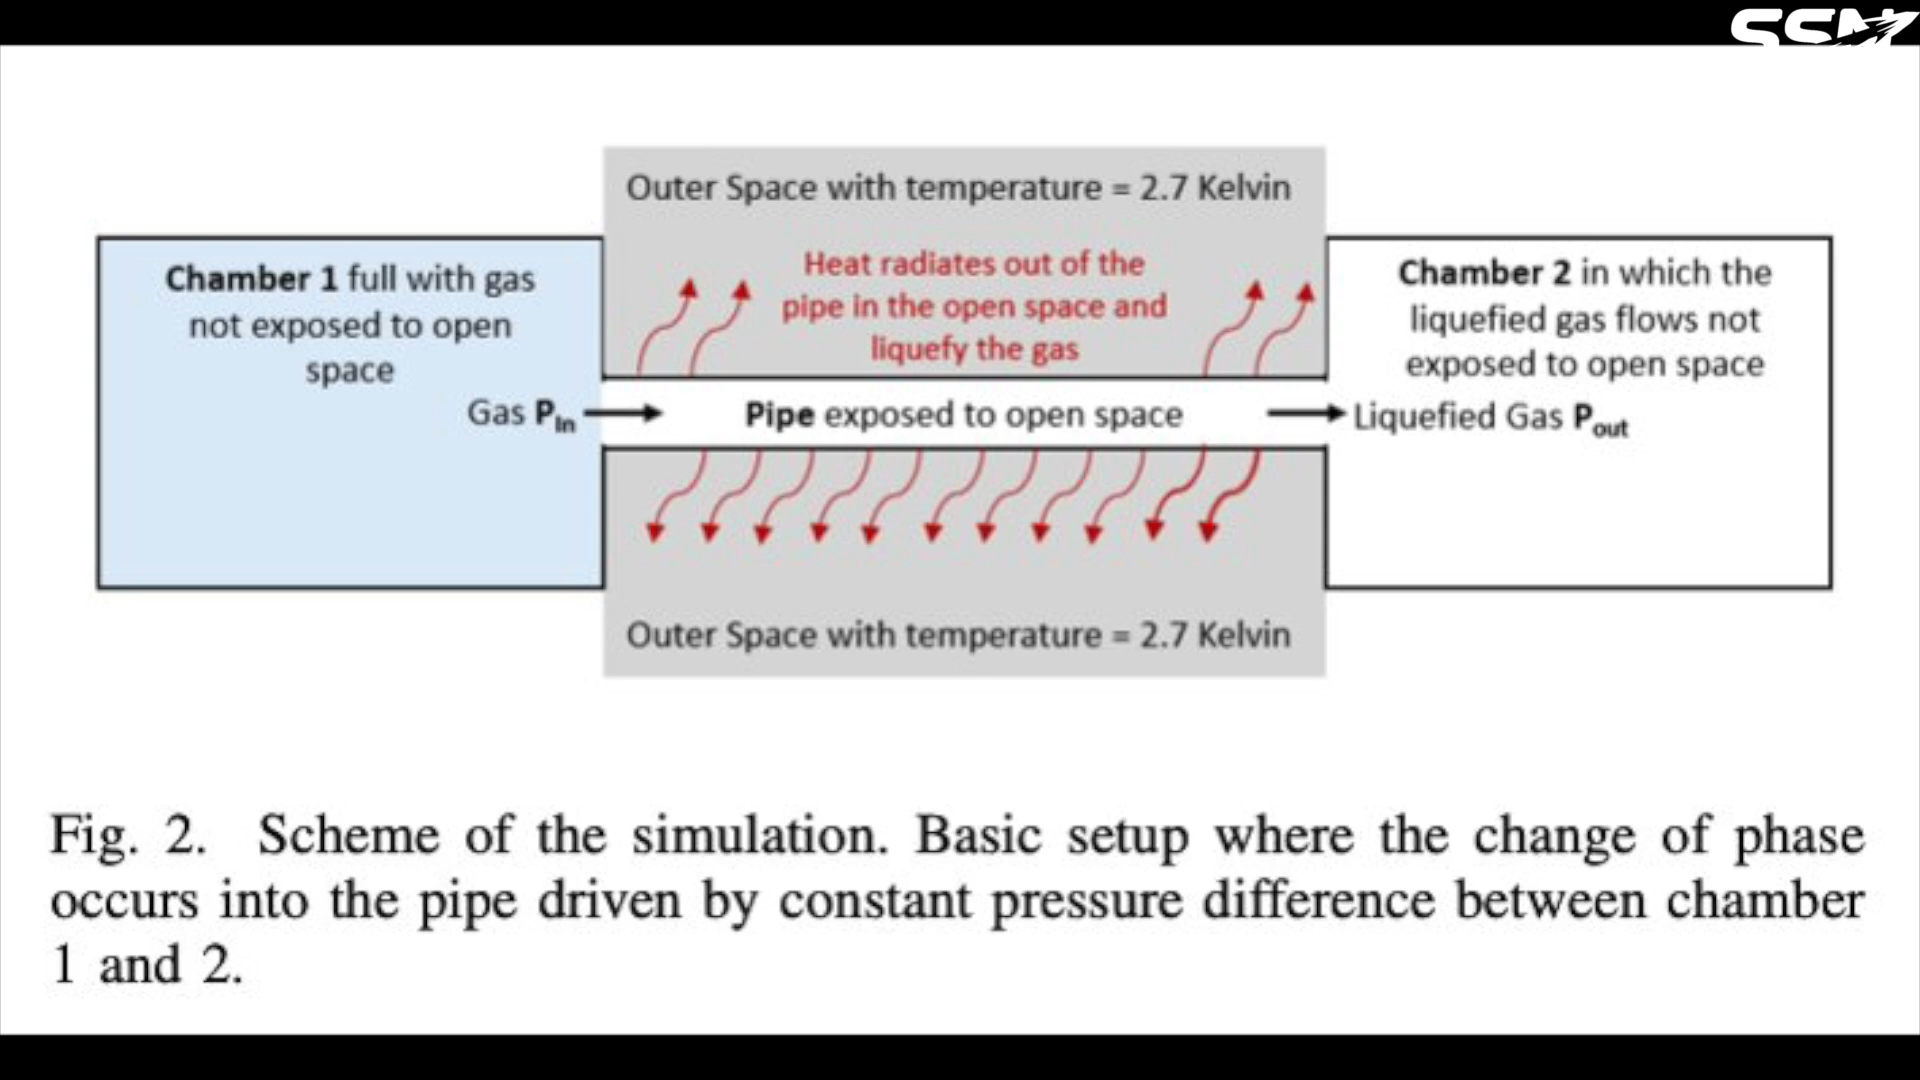 SSN
Outer Space with temperature = 2.7 Kelvin
Chamber 1 full with gas
not exposed to open
space
Heat radiates out of the
pipe in the open space and
liquefy the gas
Chamber 2 in which the
liquefied gas flows not
exposed to open space
Gas PIn
Pipe exposed to open space
Liquefied Gas Pout
Outer Space with temperature = 2.7 Kelvin
Fig. 2. Scheme of the simulation. Basic setup where the change of phase
occurs into the pipe driven by constant pressure difference between chamber
1 and 2.